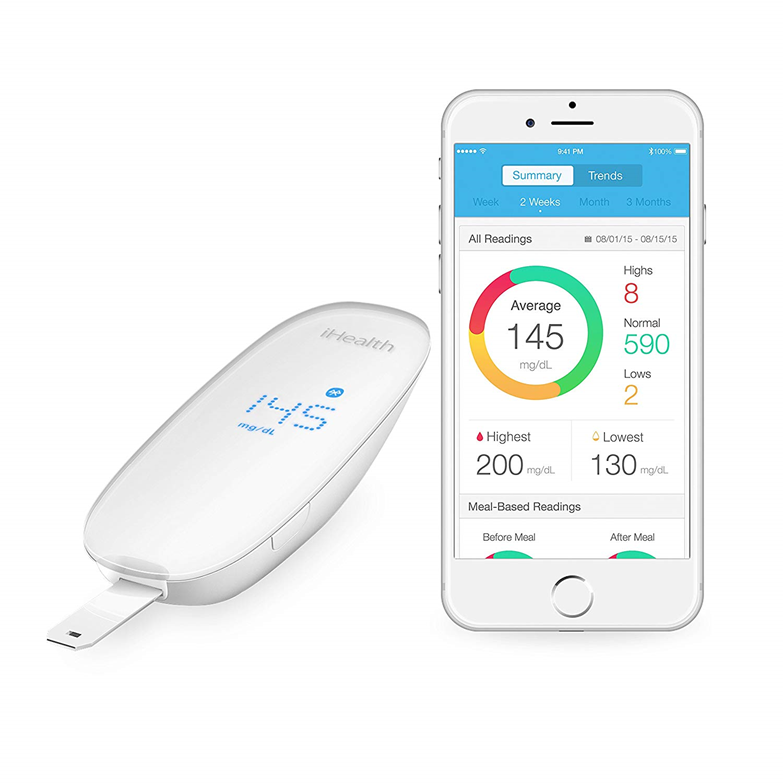 iHealth
145
mg/dL
9:41 PM
100%
Summary
Trends
Week
2 Weeks
Month
3 Months
All Readings
08/01/15 - 08/15/15
Average
145
mg/dL
Highs
8
Normal
590
Lows
2
Highest
200 mg/dL
Lowest
130 mg/dL
Meal-Based Readings
Before Meal
After Meal